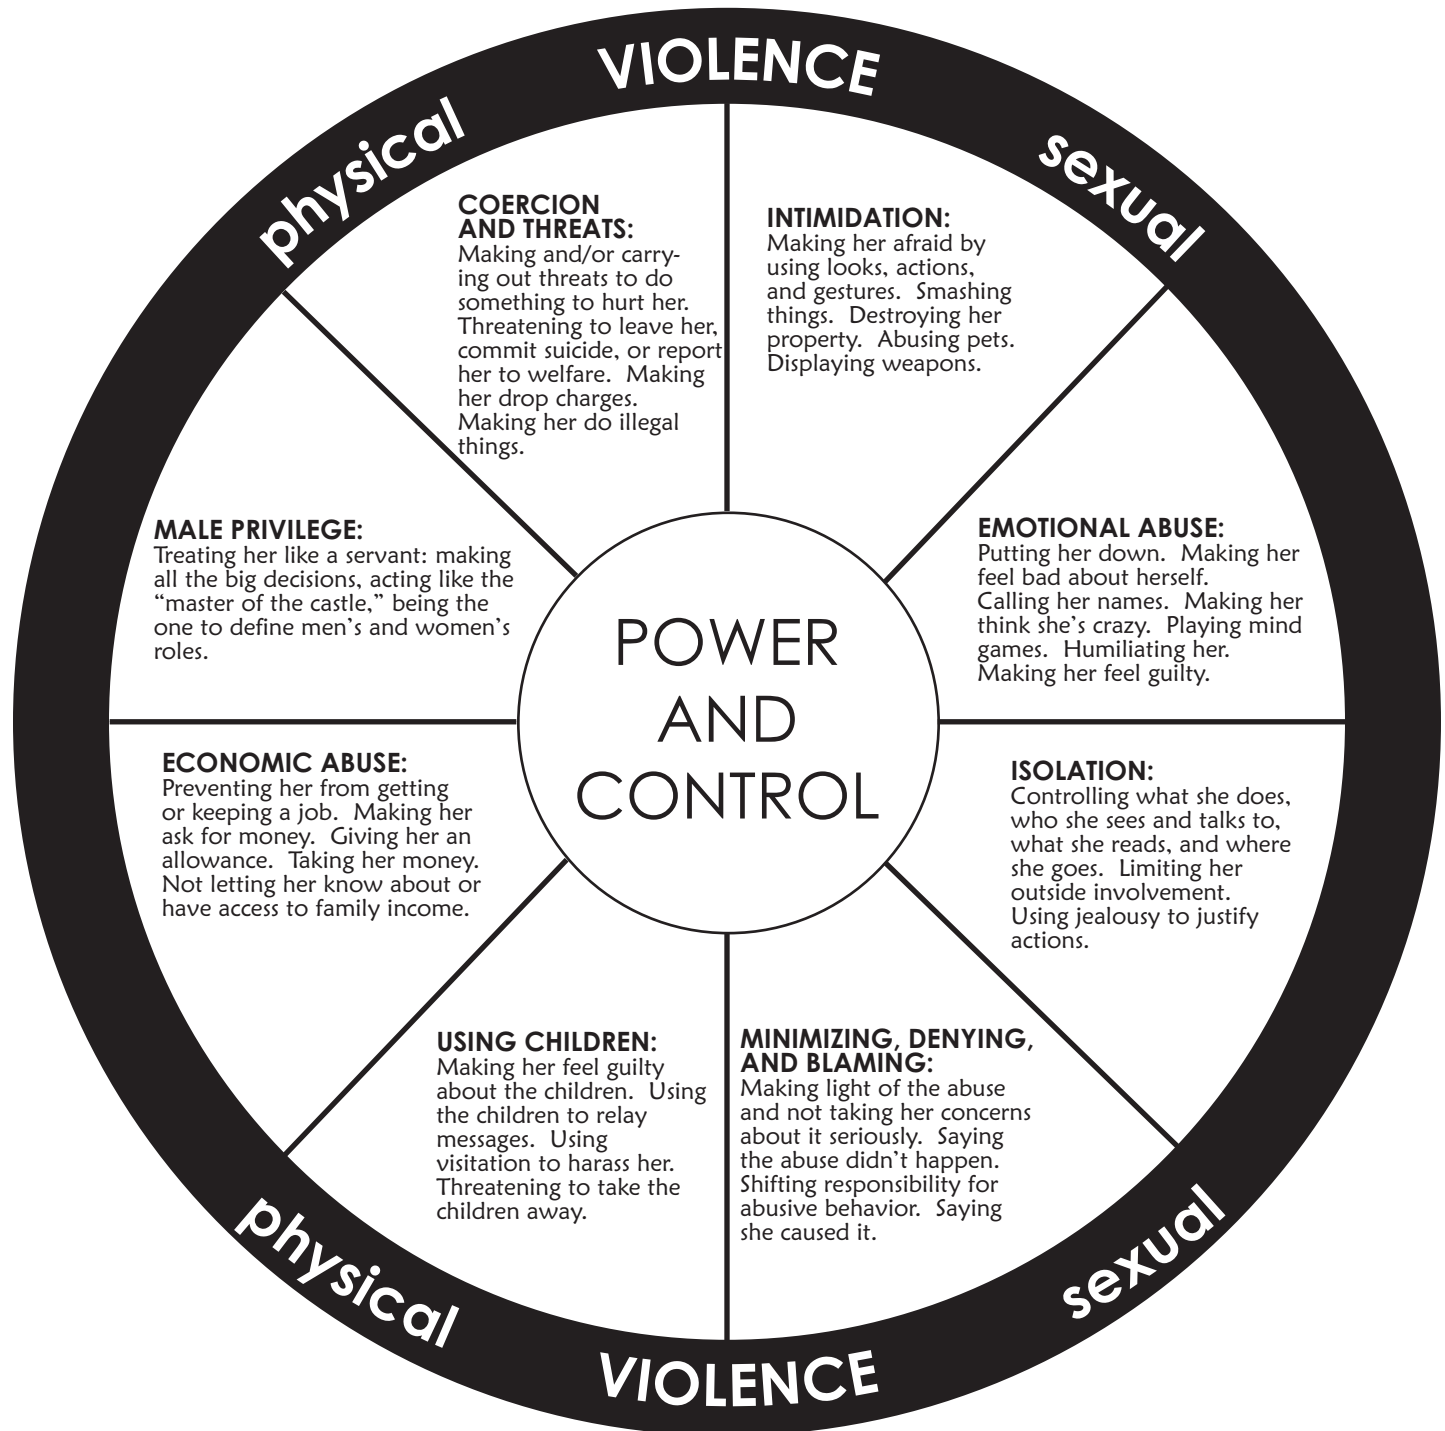 VIOLENCE
physical
sexual
COERCION
AND THREATS:
Making and/or carry-
ing out threats to do
something to hurt her.
Threatening to leave her,
commit suicide, or report
her to welfare.  Making
her drop charges.
Making her do illegal
things.
INTIMIDATION:
Making her afraid by
using looks, actions,
and gestures.  Smashing
things.  Destroying her
property.  Abusing pets.
Displaying weapons.
MALE PRIVILEGE:
Treating her like a servant: making
all the big decisions, acting like the
“master of the castle,” being the
one to define men’s and women’s
roles.
EMOTIONAL ABUSE:
Putting her down.  Making her
feel bad about herself.
Calling her names.  Making her
think she’s crazy.  Playing mind
games.  Humiliating her.
Making her feel guilty.
POWER
AND
CONTROL
ECONOMIC ABUSE:
Preventing her from getting
or keeping a job.  Making her
ask for money.  Giving her an
allowance.  Taking her money.
Not letting her know about or
have access to family income.
ISOLATION:
Controlling what she does,
who she sees and talks to,
what she reads, and where
she goes.  Limiting her
outside involvement.
Using jealousy to justify
actions.
USING CHILDREN:
Making her feel guilty
about the children.  Using
the children to relay
messages.  Using
visitation to harass her.
Threatening to take the
children away.
MINIMIZING, DENYING,
AND BLAMING:
Making light of the abuse
and not taking her concerns
about it seriously.  Saying
the abuse didn’t happen.
Shifting responsibility for
abusive behavior.  Saying
she caused it.
physical
sexual
VIOLENCE